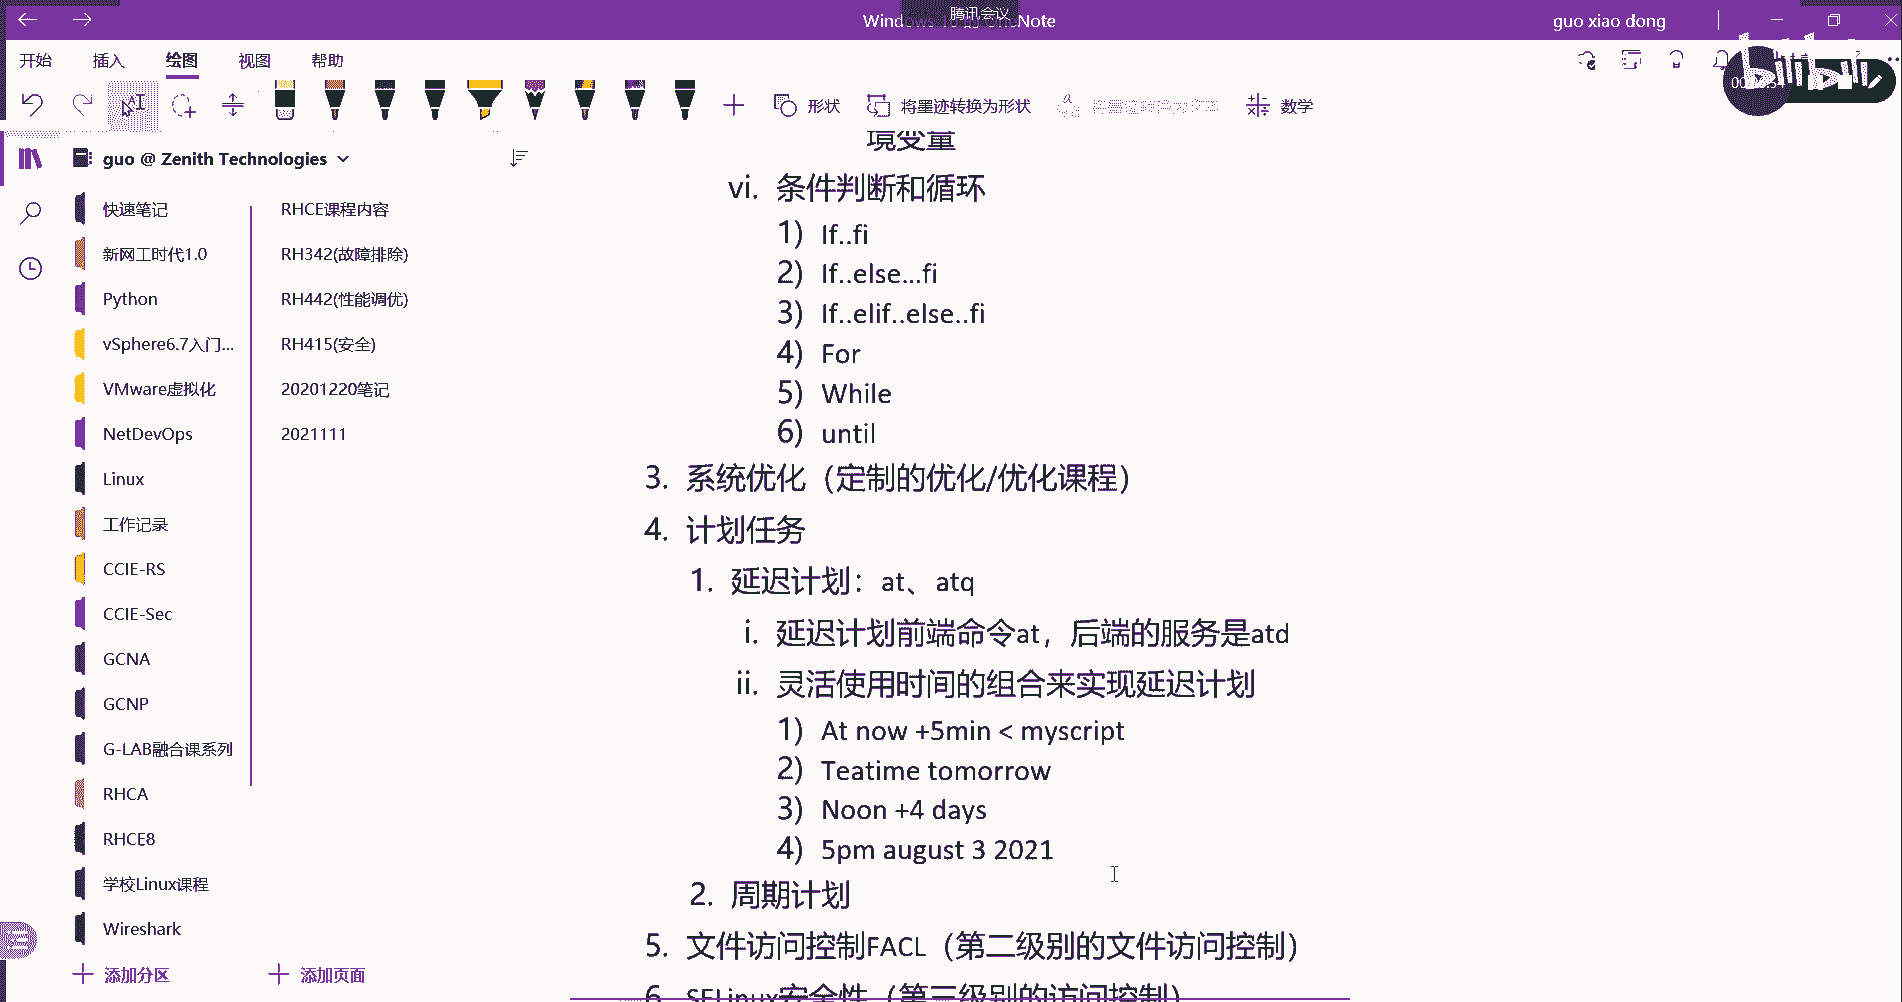 腾讯会议
guo xiao dong
开始 插入 绘图 视图 帮助
形状 将墨迹转换为形状 数学
guo @ Zenith Technologies
快速笔记
新网工时代1.0
Python
vSphere6.7入门...
VMware虚拟化
NetDevOps
Linux
工作记录
CCIE-RS
CCIE-Sec
GCNA
GCNP
G-LAB融合课系列
RHCA
RHCE8
学校Linux课程
Wireshark
添加分区
RHCE课程内容
RH342(故障排除)
RH442(性能调优)
RH415(安全)
20201220笔记
2021111
添加页面
境变量
vi. 条件判断和循环
1) If..fi
2) If..else...fi
3) If..elif..else..fi
4) For
5) While
6) until
3. 系统优化（定制的优化/优化课程）
4. 计划任务
1. 延迟计划：at、atq
i. 延迟计划前端命令at，后端的服务是atd
ii. 灵活使用时间的组合来实现延迟计划
1) At now +5min < myscript
2) Teatime tomorrow
3) Noon +4 days
4) 5pm august 3 2021
2. 周期计划
5. 文件访问控制FACL（第二级别的文件访问控制）
6. SELinux安全性（第三级别的访问控制）
bilibili